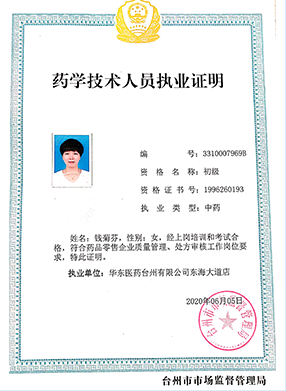 药学技术人员执业证明
编　　　号：3310007969B
资 格 名 称：初级
资 格 证 书 号：1996260193
执 业 类 型：中药
姓名：钱菊芬，性别：女，经上岗培训和考试合
格，符合药品零售企业质量管理、处方审核工作岗位要
求，特此证明。
执业单位：华东医药台州有限公司东海大道店
2020年06月05日
台州市市场监督管理局
台州市市场监督管理局